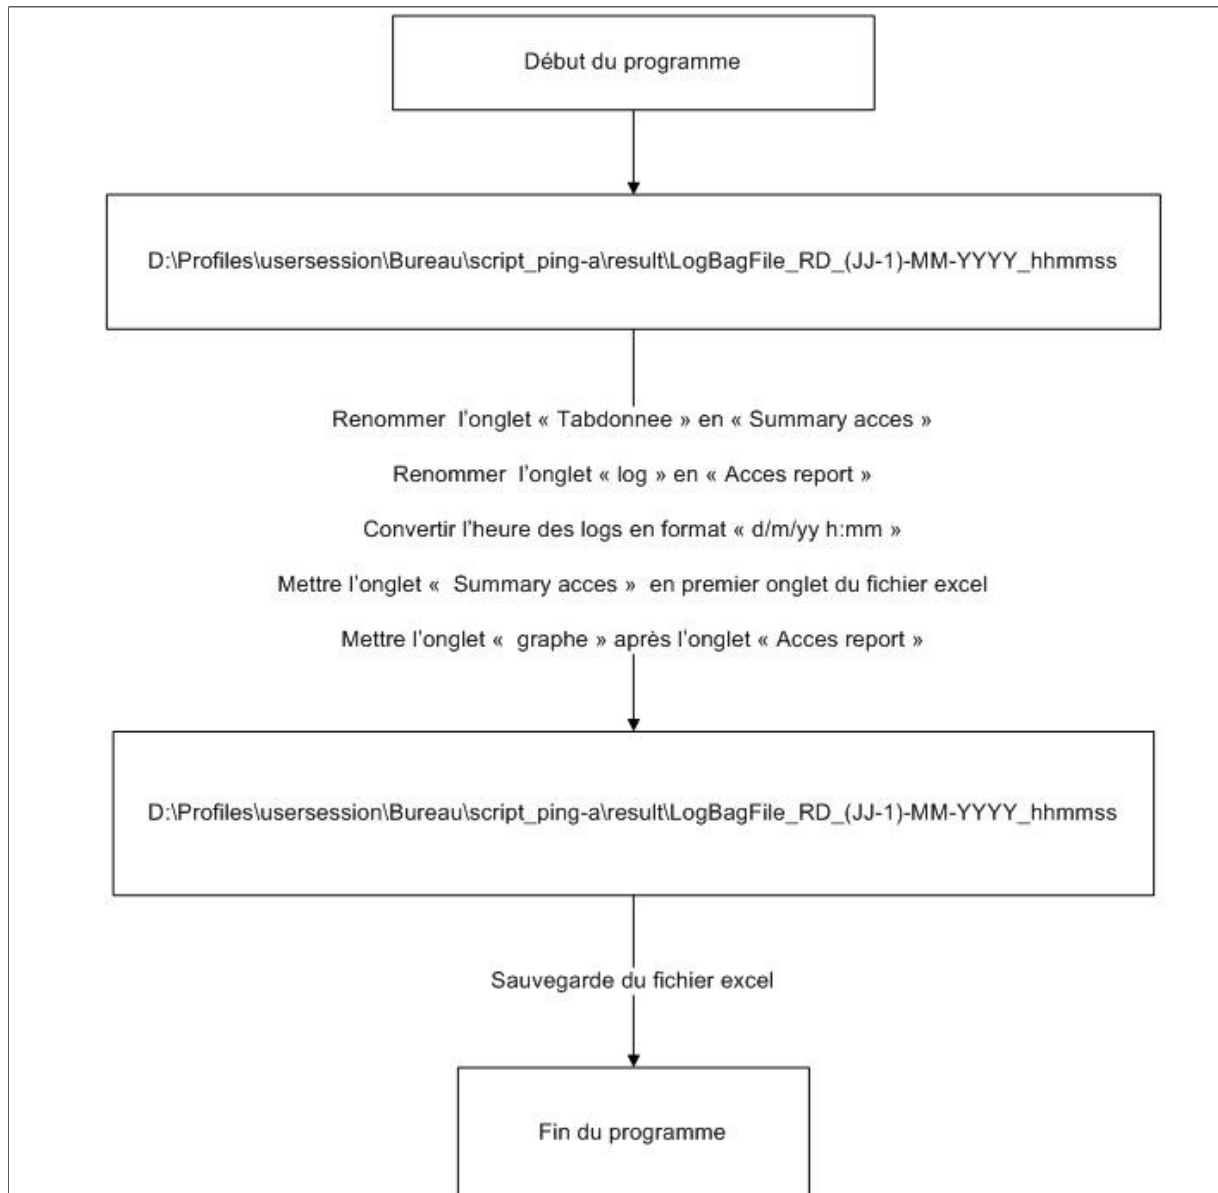 Début du programme
D:\Profiles\usersession\Bureau\script_ping-a\result\LogBagFile_RD_(JJ-1)-MM-YYYY_hhmmss
Renommer l'onglet « Tabdonnee » en « Summary acces »
Renommer l'onglet « log » en « Acces report »
Convertir l'heure des logs en format « d/m/yy h:mm »
Mettre l'onglet « Summary acces » en premier onglet du fichier excel
Mettre l'onglet « graphe » après l'onglet « Acces report »
D:\Profiles\usersession\Bureau\script_ping-a\result\LogBagFile_RD_(JJ-1)-MM-YYYY_hhmmss
Sauvegarde du fichier excel
Fin du programme